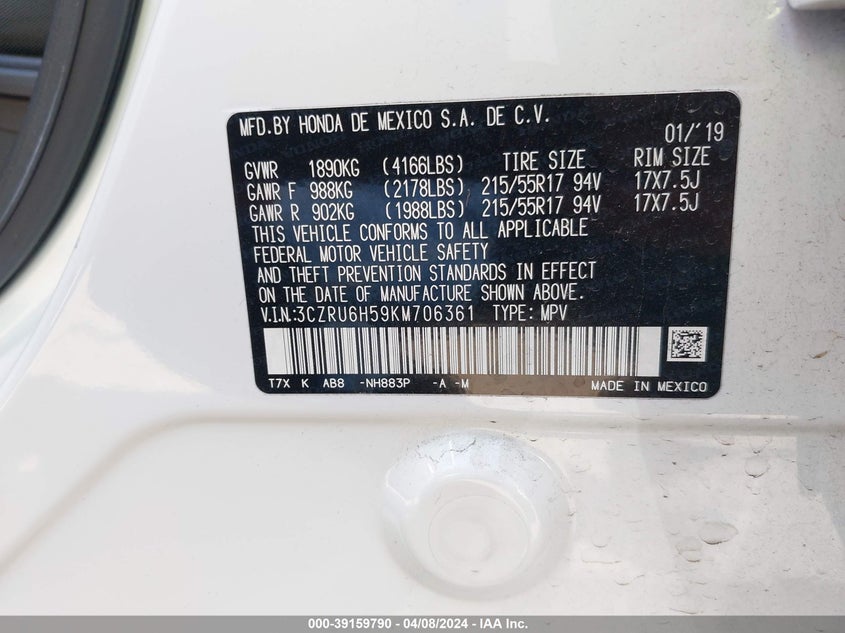 MFD.BY HONDA DE MEXICO S.A. DE C.V.
01/'19
GVWR 1890KG (4166LBS) TIRE SIZE RIM SIZE
GAWR F 988KG (2178LBS) 215/55R17 94V 17X7.5J
GAWR R 902KG (1988LBS) 215/55R17 94V 17X7.5J
THIS VEHICLE CONFORMS TO ALL APPLICABLE
FEDERAL MOTOR VEHICLE SAFETY
AND THEFT PREVENTION STANDARDS IN EFFECT
ON THE DATE OF MANUFACTURE SHOWN ABOVE.
V.I.N.:3CZRU6H59KM706361 TYPE: MPV
T7X K AB8 -NH883P -A -M MADE IN MEXICO
000-39159790 - 04/08/2024 - IAA Inc.